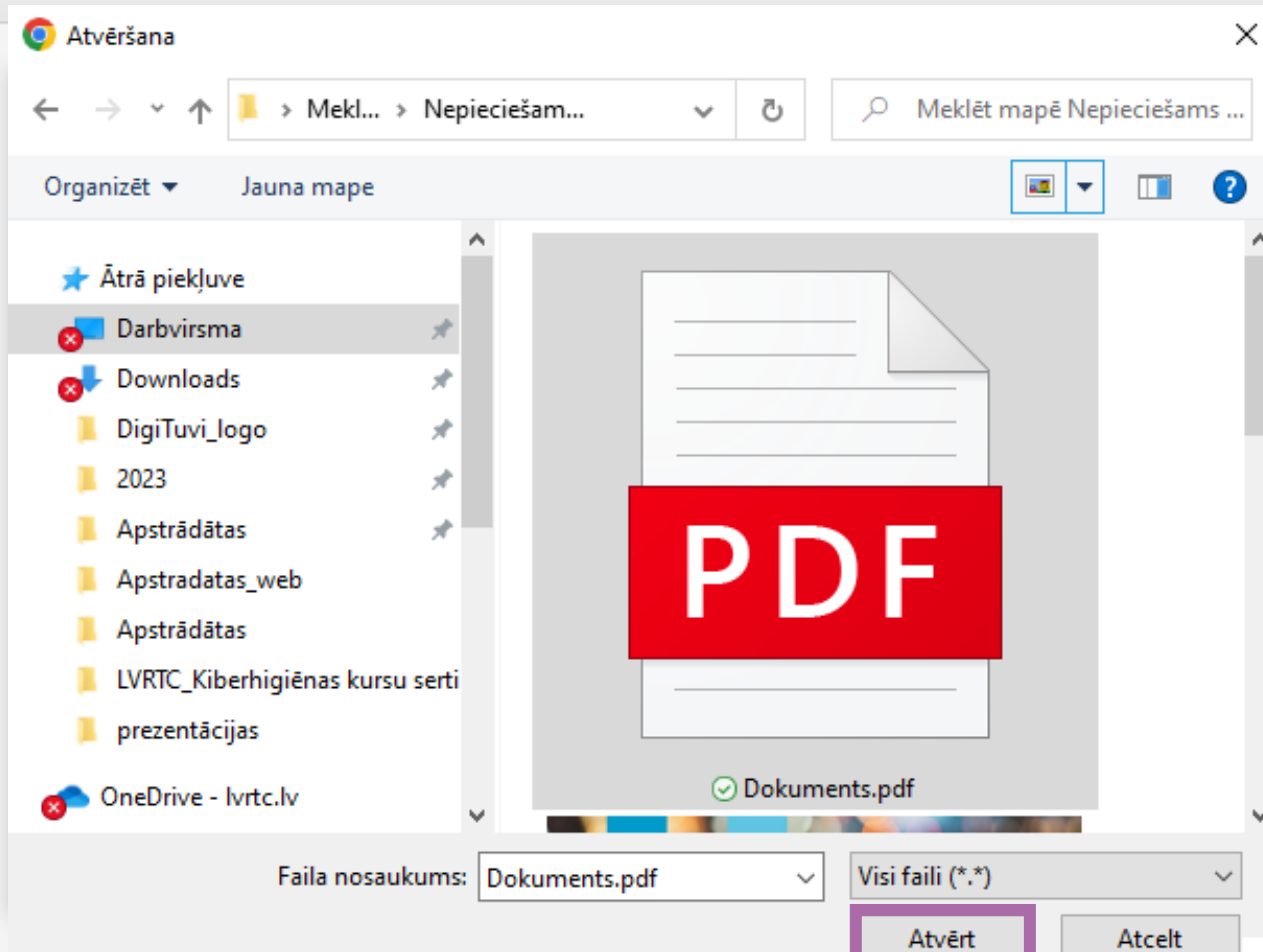 Atvēršana
Mekl... › Nepieciešam...
Meklēt mapē Nepieciešams ...
Organizēt
Jauna mape
Ātrā piekļuve
Darbvirsma
Downloads
DigiTuvi_logo
2023
Apstrādātas
Apstradatas_web
Apstrādātas
LVRTC_Kiberhigiēnas kursu serti
prezentācijas
OneDrive - lvrtc.lv
PDF
Dokuments.pdf
Faila nosaukums: Dokuments.pdf
Visi faili (*.*)
Atvērt
Atcelt